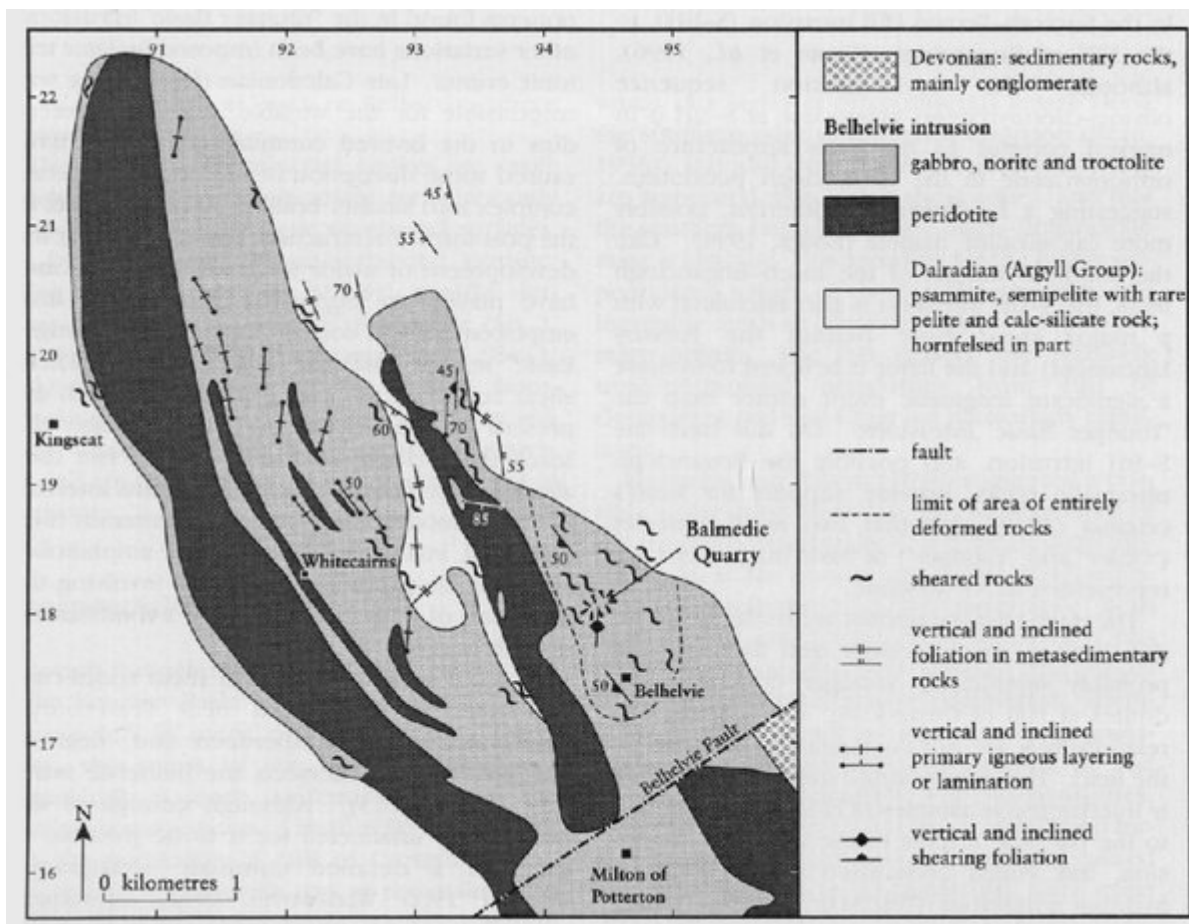 91
92
93
94
95
22
21
20
19
18
17
16
45
55
70
45
60
70
55
50
85
50
50
Kingseat
Whitecairns
Balmedie
Quarry
Belhelvie
Belhelvie Fault
Milton of
Potterton
N
0 kilometres 1
Devonian: sedimentary rocks,
mainly conglomerate
Belhelvie intrusion
gabbro, norite and troctolite
peridotite
Dalradian (Argyll Group):
psammite, semipelite with rare
pelite and calc-silicate rock;
hornfelsed in part
fault
limit of area of entirely
deformed rocks
sheared rocks
vertical and inclined
foliation in metasedimentary
rocks
vertical and inclined
primary igneous layering
or lamination
vertical and inclined
shearing foliation